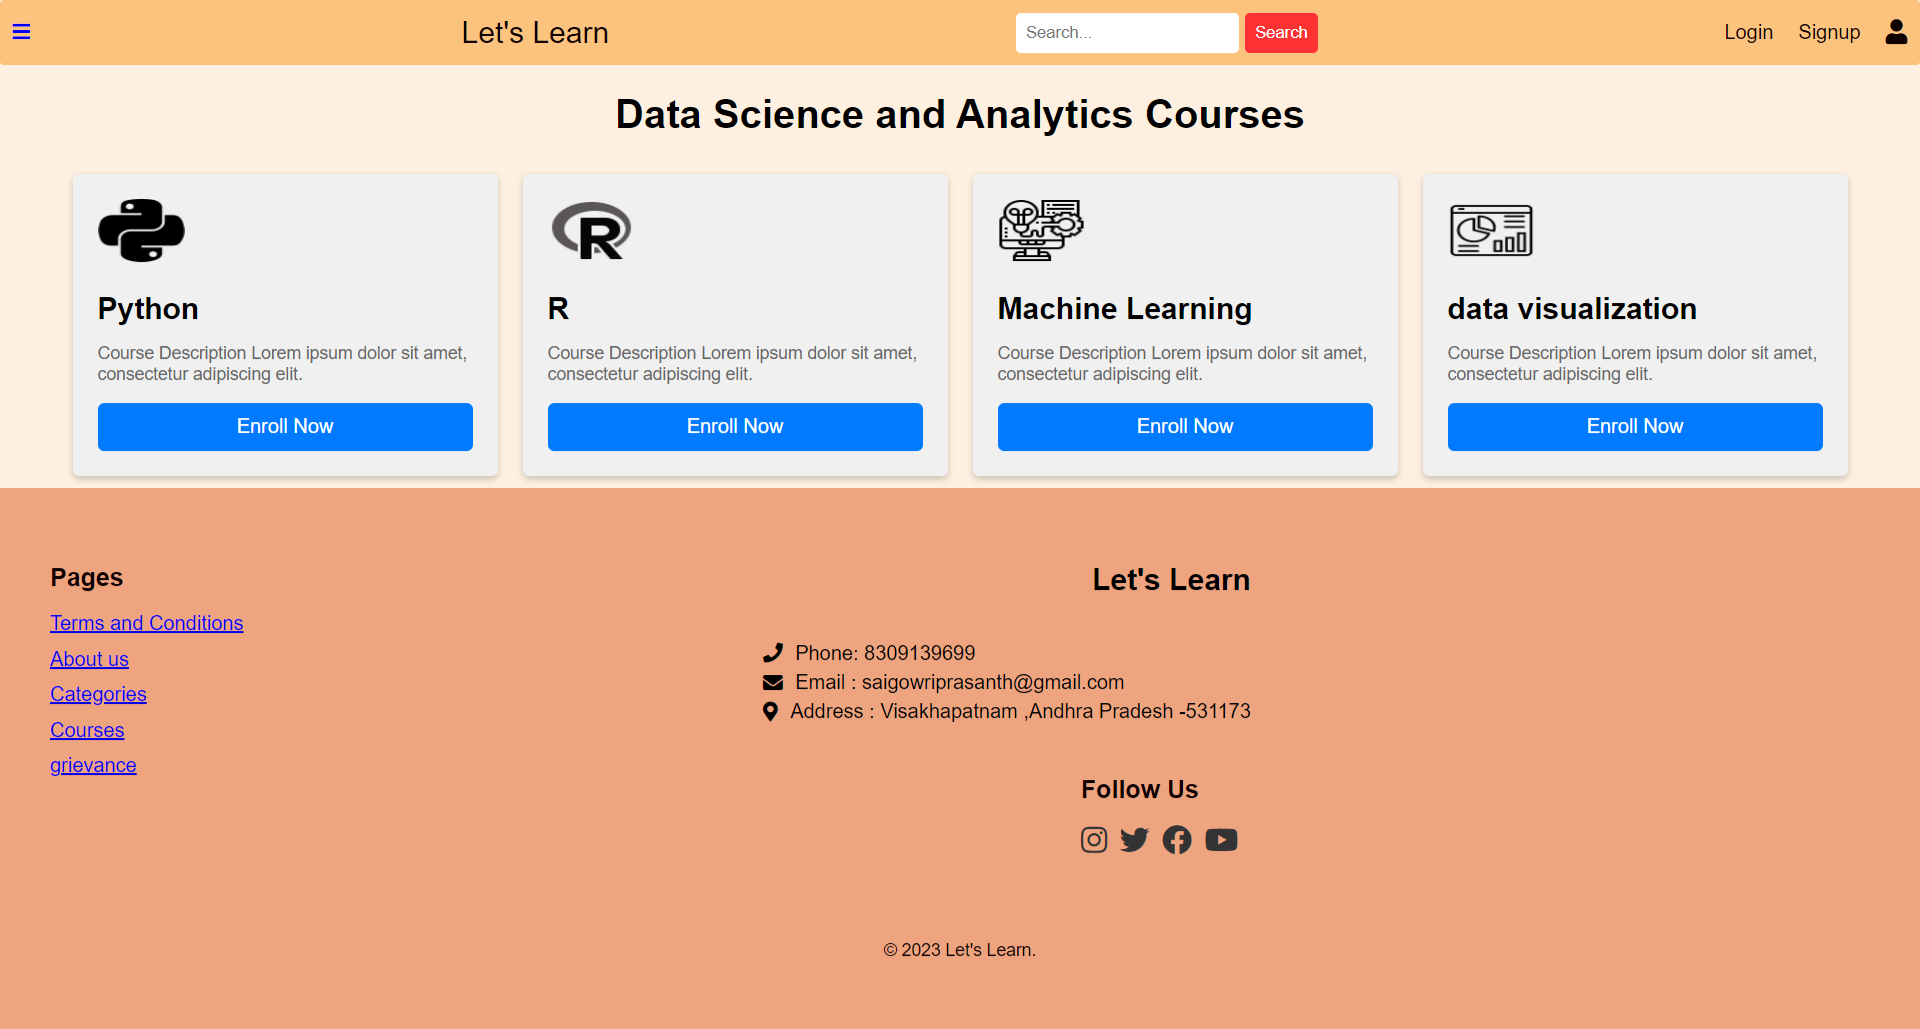 Let's Learn
Search...
Search
Login
Signup
Data Science and Analytics Courses
R
Python
Course Description Lorem ipsum dolor sit amet,
consectetur adipiscing elit.
Enroll Now
R
Course Description Lorem ipsum dolor sit amet,
consectetur adipiscing elit.
Enroll Now
Machine Learning
Course Description Lorem ipsum dolor sit amet,
consectetur adipiscing elit.
Enroll Now
data visualization
Course Description Lorem ipsum dolor sit amet,
consectetur adipiscing elit.
Enroll Now
Pages
Terms and Conditions
About us
Categories
Courses
grievance
Let's Learn
Phone: 8309139699
Email : saigowriprasanth@gmail.com
Address : Visakhapatnam ,Andhra Pradesh -531173
Follow Us
© 2023 Let's Learn.